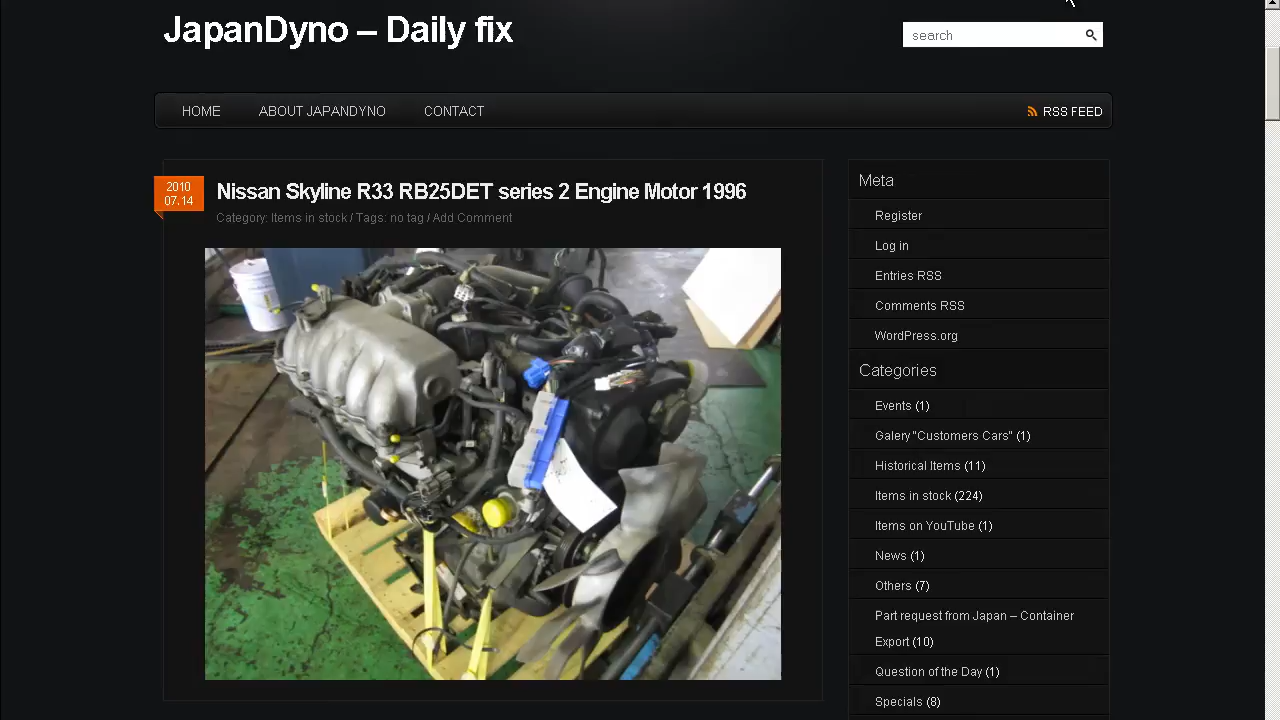 JapanDyno – Daily fix
search
HOME ABOUT JAPANDYNO CONTACT RSS FEED
2010
07.14
Nissan Skyline R33 RB25DET series 2 Engine Motor 1996
Category: Items in stock / Tags: no tag / Add Comment
Meta
Register
Log in
Entries RSS
Comments RSS
WordPress.org
Categories
Events (1)
Galery "Customers Cars" (1)
Historical Items (11)
Items in stock (224)
Items on YouTube (1)
News (1)
Others (7)
Part request from Japan – Container
Export (10)
Question of the Day (1)
Specials (8)